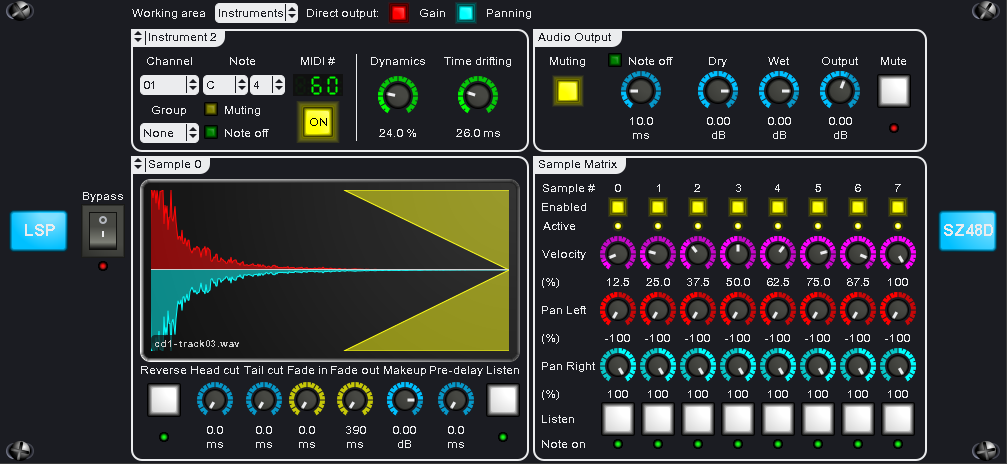 Working area Instruments Direct output: Gain Panning
Instrument 2
Channel Note MIDI # Dynamics Time drifting
01 C 4 60
Group Muting
ON
None Note off
24.0 % 26.0 ms
Audio Output
Muting Note off Dry Wet Output Mute
10.0 0.00 0.00 0.00
ms dB dB dB
Sample 0
cd1-track03.wav
Reverse Head cut Tail cut Fade in Fade out Makeup Pre-delay Listen
0.0 0.0 0.0 390 0.00 0.0
ms ms ms ms dB ms
Bypass
LSP
Sample Matrix
Sample # 0 1 2 3 4 5 6 7
Enabled
Active
Velocity
(%) 12.5 25.0 37.5 50.0 62.5 75.0 87.5 100
Pan Left
(%) -100 -100 -100 -100 -100 -100 -100 -100
Pan Right
(%) 100 100 100 100 100 100 100 100
Listen
Note on
SZ48D